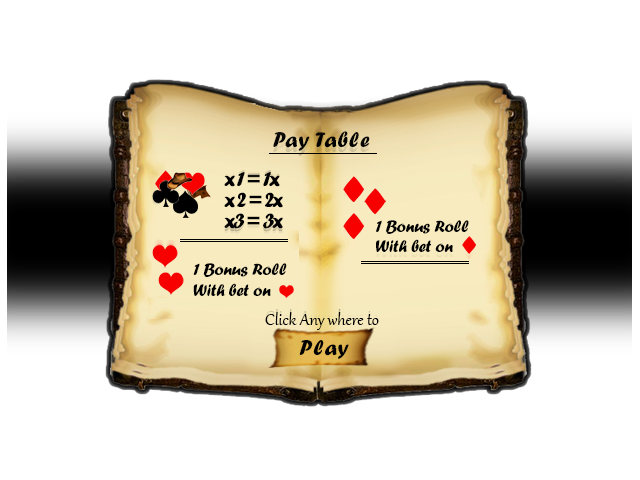 Pay Table
x1=1x
x2=2x
x3=3x
1 Bonus Roll
With bet on
1 Bonus Roll
With bet on
Click Any where to
Play